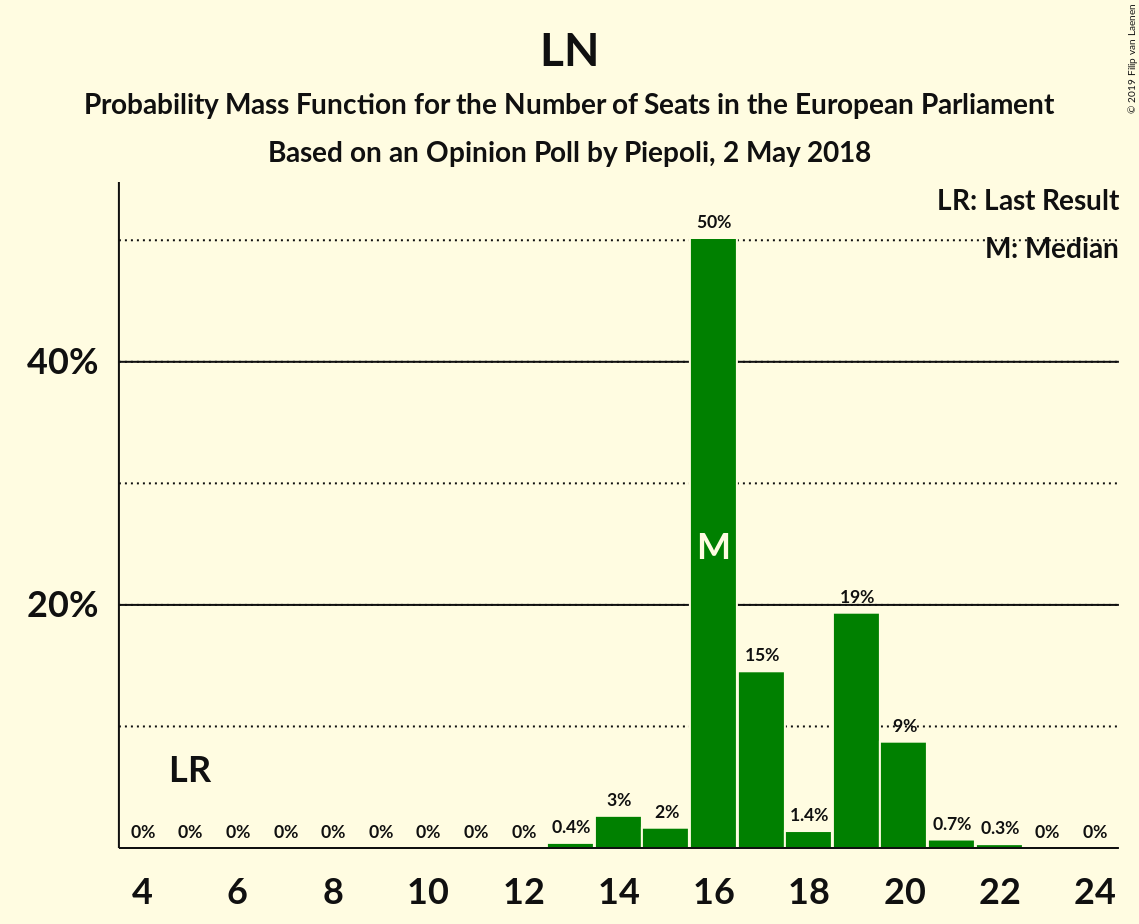 LN
Probability Mass Function for the Number of Seats in the European Parliament
Based on an Opinion Poll by Piepoli, 2 May 2018
© 2019 Filip van Laenen
LR: Last Result
M: Median
40%
20%
LR
M
0% 0% 0% 0% 0% 0% 0% 0% 0% 0.4% 3% 2% 50% 15% 1.4% 19% 9% 0.7% 0.3% 0% 0%
4 6 8 10 12 14 16 18 20 22 24